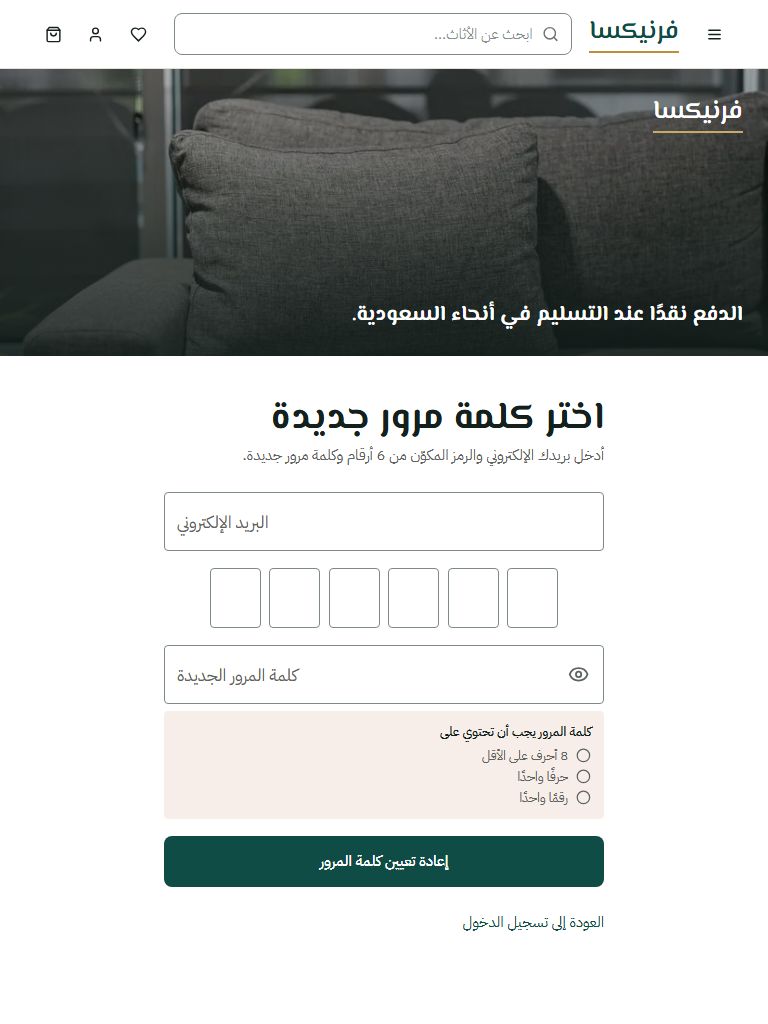 فرنيكسا
ابحث عن الأثاث...
فرنيكسا
الدفع نقدًا عند التسليم في أنحاء السعودية.
اختر كلمة مرور جديدة
أدخل بريدك الإلكتروني والرمز المكوّن من 6 أرقام وكلمة مرور جديدة.
البريد الإلكتروني
كلمة المرور الجديدة
كلمة المرور يجب أن تحتوي على
8 أحرف على الأقل
حرفًا واحدًا
رقمًا واحدًا
إعادة تعيين كلمة المرور
العودة إلى تسجيل الدخول